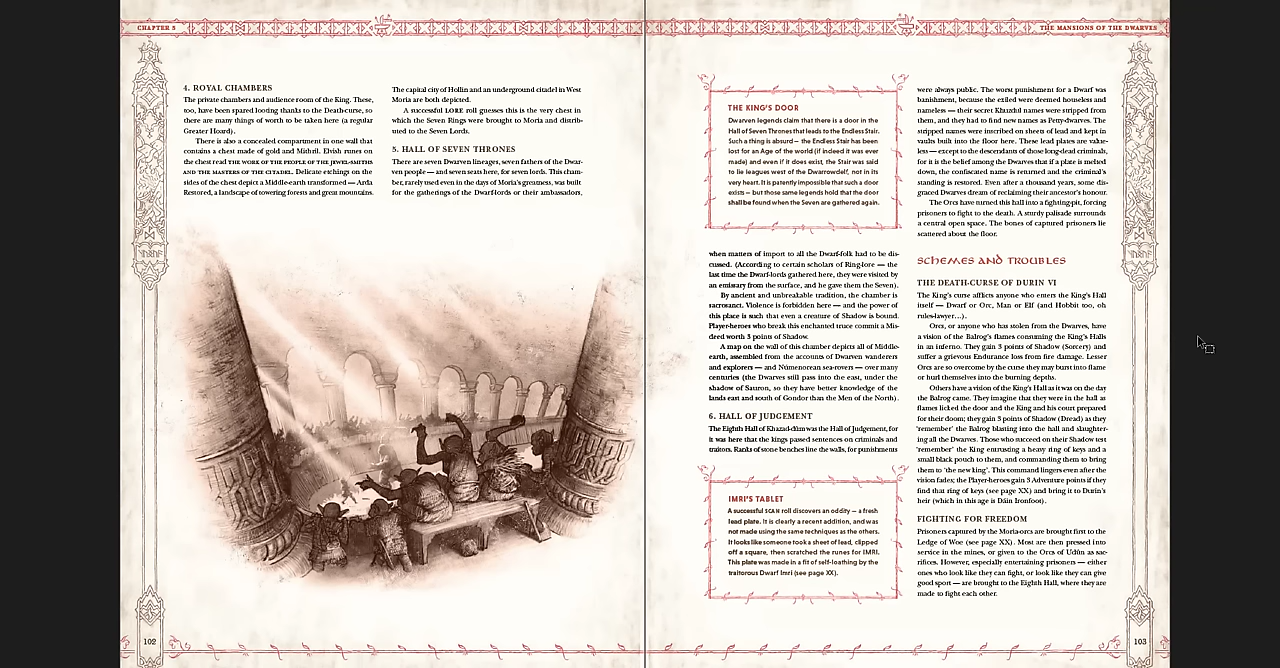 CHAPTER 5
4. ROYAL CHAMBERS
The private chambers and audience room of the King. These,
too, have been spared looting thanks to the Death-curse, so
there are many things of worth to be taken here (a regular
Greater Hoard).
There is also a concealed compartment in one wall that
contains a chest made of gold and Mithril. Elvish runes on
the chest read THE WORK OF THE PEOPLE OF THE JEWEL-SMITHS
AND THE MASTERS OF THE CITADEL. Delicate etchings on the
sides of the chest depict a Middle-earth transformed — Arda
Restored, a landscape of towering forests and great mountains.
The capital city of Hollin and an underground citadel in West
Moria are both depicted.
A successful LORE roll guesses this is the very chest in
which the Seven Rings were brought to Moria and distrib-
uted to the Seven Lords.
5. HALL OF SEVEN THRONES
There are seven Dwarven lineages, seven fathers of the Dwar-
ven people — and seven seats here, for seven lords. This cham-
ber, rarely used even in the days of Moria's greatness, was built
for the gatherings of the Dwarf-lords or their ambassadors,
102
THE MANSIONS OF THE DWARVES
THE KING'S DOOR
Dwarven legends claim that there is a door in the
Hall of Seven Thrones that leads to the Endless Stair.
Such a thing is absurd — the Endless Stair has been
lost for an Age of the world (if indeed it was ever
made) and even if it does exist, the Stair was said
to lie leagues west of the Dwarrowdelf, not in its
very heart. It is patently impossible that such a door
exists — but those same legends hold that the door
shall be found when the Seven are gathered again.
when matters of import to all the Dwarf-folk had to be dis-
cussed. (According to certain scholars of Ring-lore — the
last time the Dwarf-lords gathered here, they were visited by
an emissary from the surface, and he gave them the Seven).
By ancient and unbreakable tradition, the chamber is
sacrosanct. Violence is forbidden here — and the power of
this place is such that even a creature of Shadow is bound.
Player-heroes who break this enchanted truce commit a Mis-
deed worth 3 points of Shadow.
A map on the wall of this chamber depicts all of Middle-
earth, assembled from the accounts of Dwarven wanderers
and explorers — and Númenorean sea-rovers — over many
centuries (the Dwarves still pass into the east, under the
shadow of Sauron, so they have better knowledge of the
lands east and south of Gondor than the Men of the North).
6. HALL OF JUDGEMENT
The Eighth Hall of Khazad-dûm was the Hall of Judgement, for
it was here that the kings passed sentences on criminals and
traitors. Ranks of stone benches line the walls, for punishments
IMRI'S TABLET
A successful SCAN roll discovers an oddity — a fresh
lead plate. It is clearly a recent addition, and was
not made using the same techniques as the others.
It looks like someone took a sheet of lead, clipped
off a square, then scratched the runes for IMRI.
This plate was made in a fit of self-loathing by the
traitorous Dwarf Imri (see page XX).
were always public. The worst punishment for a Dwarf was
banishment, because the exiled were deemed houseless and
nameless — their secret Khuzdul names were stripped from
them, and they had to find new names as Petty-dwarves. The
stripped names were inscribed on sheets of lead and kept in
vaults built into the floor here. These lead plates are value-
less — except to the descendants of those long-dead criminals,
for it is the belief among the Dwarves that if a plate is melted
down, the confiscated name is returned and the criminal's
standing is restored. Even after a thousand years, some dis-
graced Dwarves dream of reclaiming their ancestor's honour.
The Orcs have turned this hall into a fighting-pit, forcing
prisoners to fight to the death. A sturdy palisade surrounds
a central open space. The bones of captured prisoners lie
scattered about the floor.
SCHEMES AND TROUBLES
THE DEATH-CURSE OF DURIN VI
The King's curse afflicts anyone who enters the King's Hall
itself — Dwarf or Orc, Man or Elf (and Hobbit too, oh
rules-lawyer…).
Orcs, or anyone who has stolen from the Dwarves, have
a vision of the Balrog's flames consuming the King's Halls
in an inferno. They gain 3 points of Shadow (Sorcery) and
suffer a grievous Endurance loss from fire damage. Lesser
Orcs are so overcome by the curse they may burst into flame
or hurl themselves into the burning depths.
Others have a vision of the King's Hall as it was on the day
the Balrog came. They imagine that they were in the hall as
flames licked the door and the King and his court prepared
for their doom; they gain 3 points of Shadow (Dread) as they
'remember' the Balrog blasting into the hall and slaughter-
ing all the Dwarves. Those who succeed on their Shadow test
'remember' the King entrusting a heavy ring of keys and a
small black pouch to them, and commanding them to bring
them to 'the new king'. This command lingers even after the
vision fades; the Player-heroes gain 3 Adventure points if they
find that ring of keys (see page XX) and bring it to Durin's
heir (which in this age is Dáin Ironfoot).
FIGHTING FOR FREEDOM
Prisoners captured by the Moria-orcs are brought first to the
Ledge of Woe (see page XX). Most are then pressed into
service in the mines, or given to the Orcs of Udûn as sac-
rifices. However, especially entertaining prisoners — either
ones who look like they can fight, or look like they can give
good sport — are brought to the Eighth Hall, where they are
made to fight each other.
103